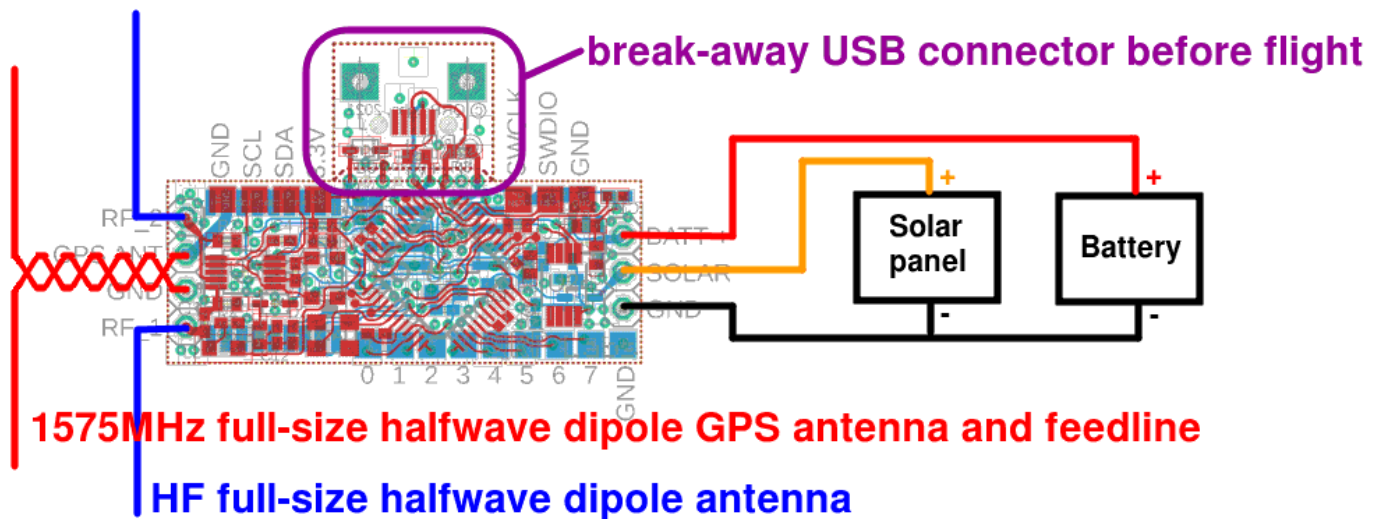 break-away USB connector before flight
GND
SCL
SDA
3.3V
SWCLK
SWDIO
GND
RF_2
GPS ANT
GND
RF_1
BATT +
SOLAR
GND
+
Solar
panel
-
+
Battery
-
0 1 2 3 4 5 6 7
GND
1575MHz full-size halfwave dipole GPS antenna and feedline
HF full-size halfwave dipole antenna